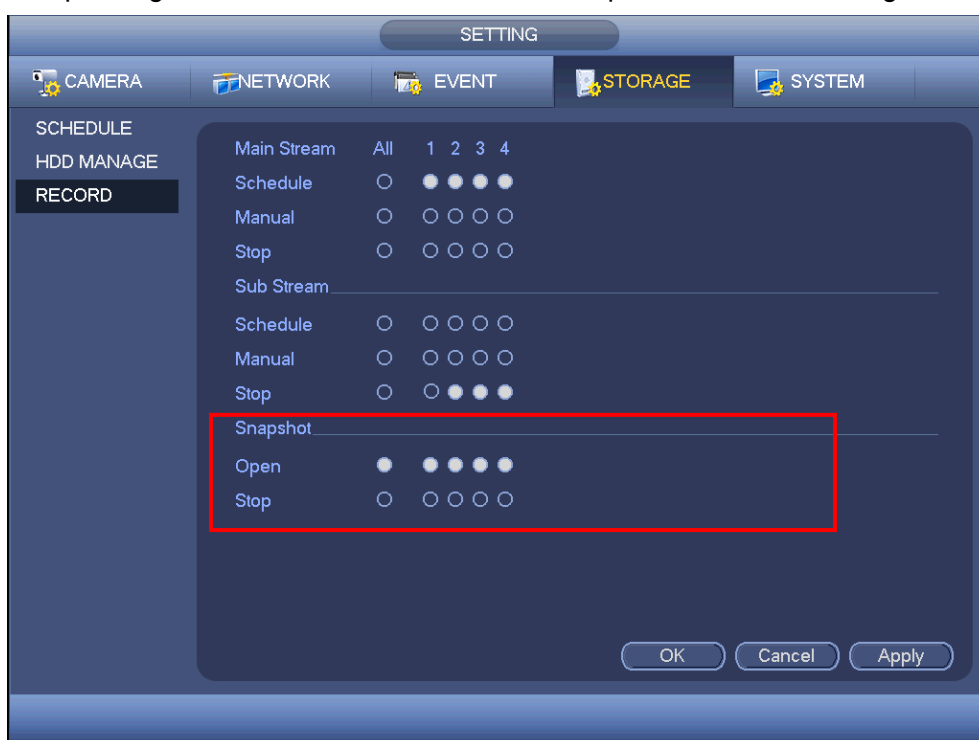 SETTING
CAMERA NETWORK EVENT STORAGE SYSTEM
SCHEDULE
HDD MANAGE
RECORD
Main Stream All 1 2 3 4
Schedule
Manual
Stop
Sub Stream
Schedule
Manual
Stop
Snapshot
Open
Stop
OK Cancel Apply